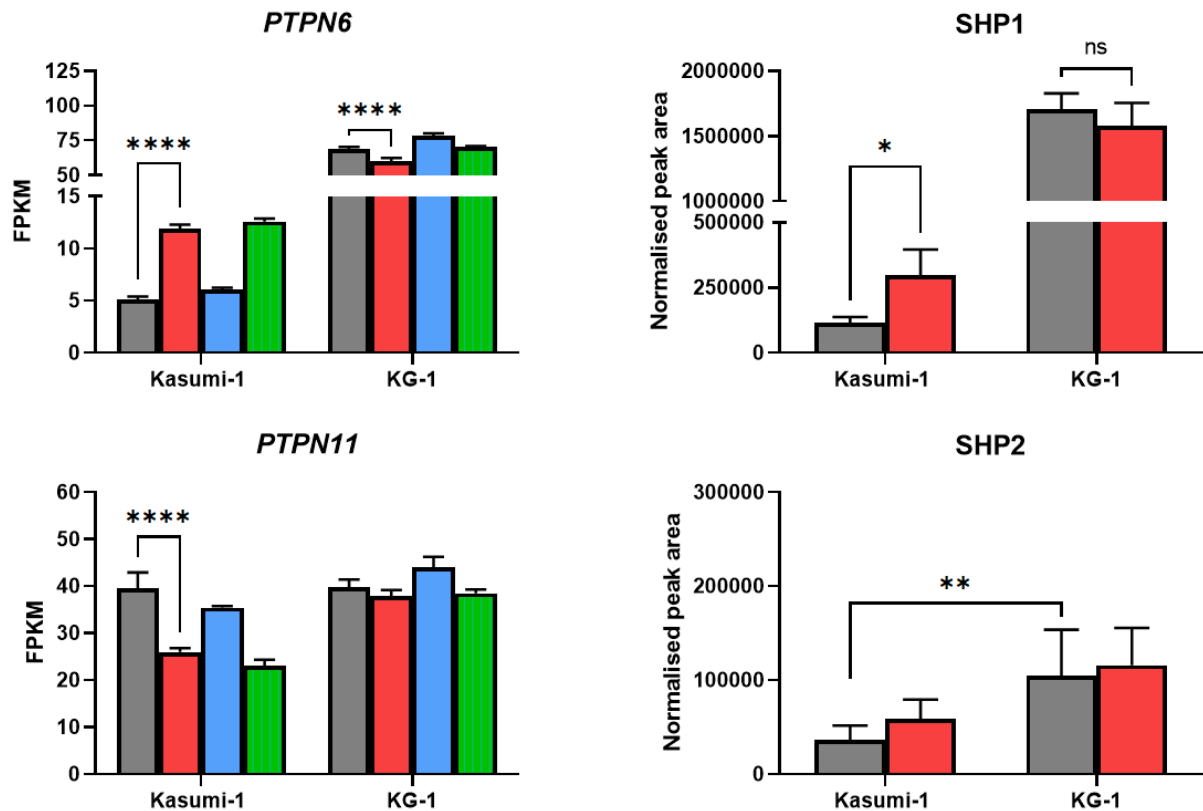 PTPN6
FPKM
125
100
75
50
15
10
5
0
****
****
Kasumi-1
KG-1
SHP1
Normalised peak area
2000000
1500000
1000000
500000
250000
0
*
ns
Kasumi-1
KG-1
PTPN11
FPKM
60
50
40
30
20
10
0
****
Kasumi-1
KG-1
SHP2
Normalised peak area
300000
200000
100000
0
**
Kasumi-1
KG-1